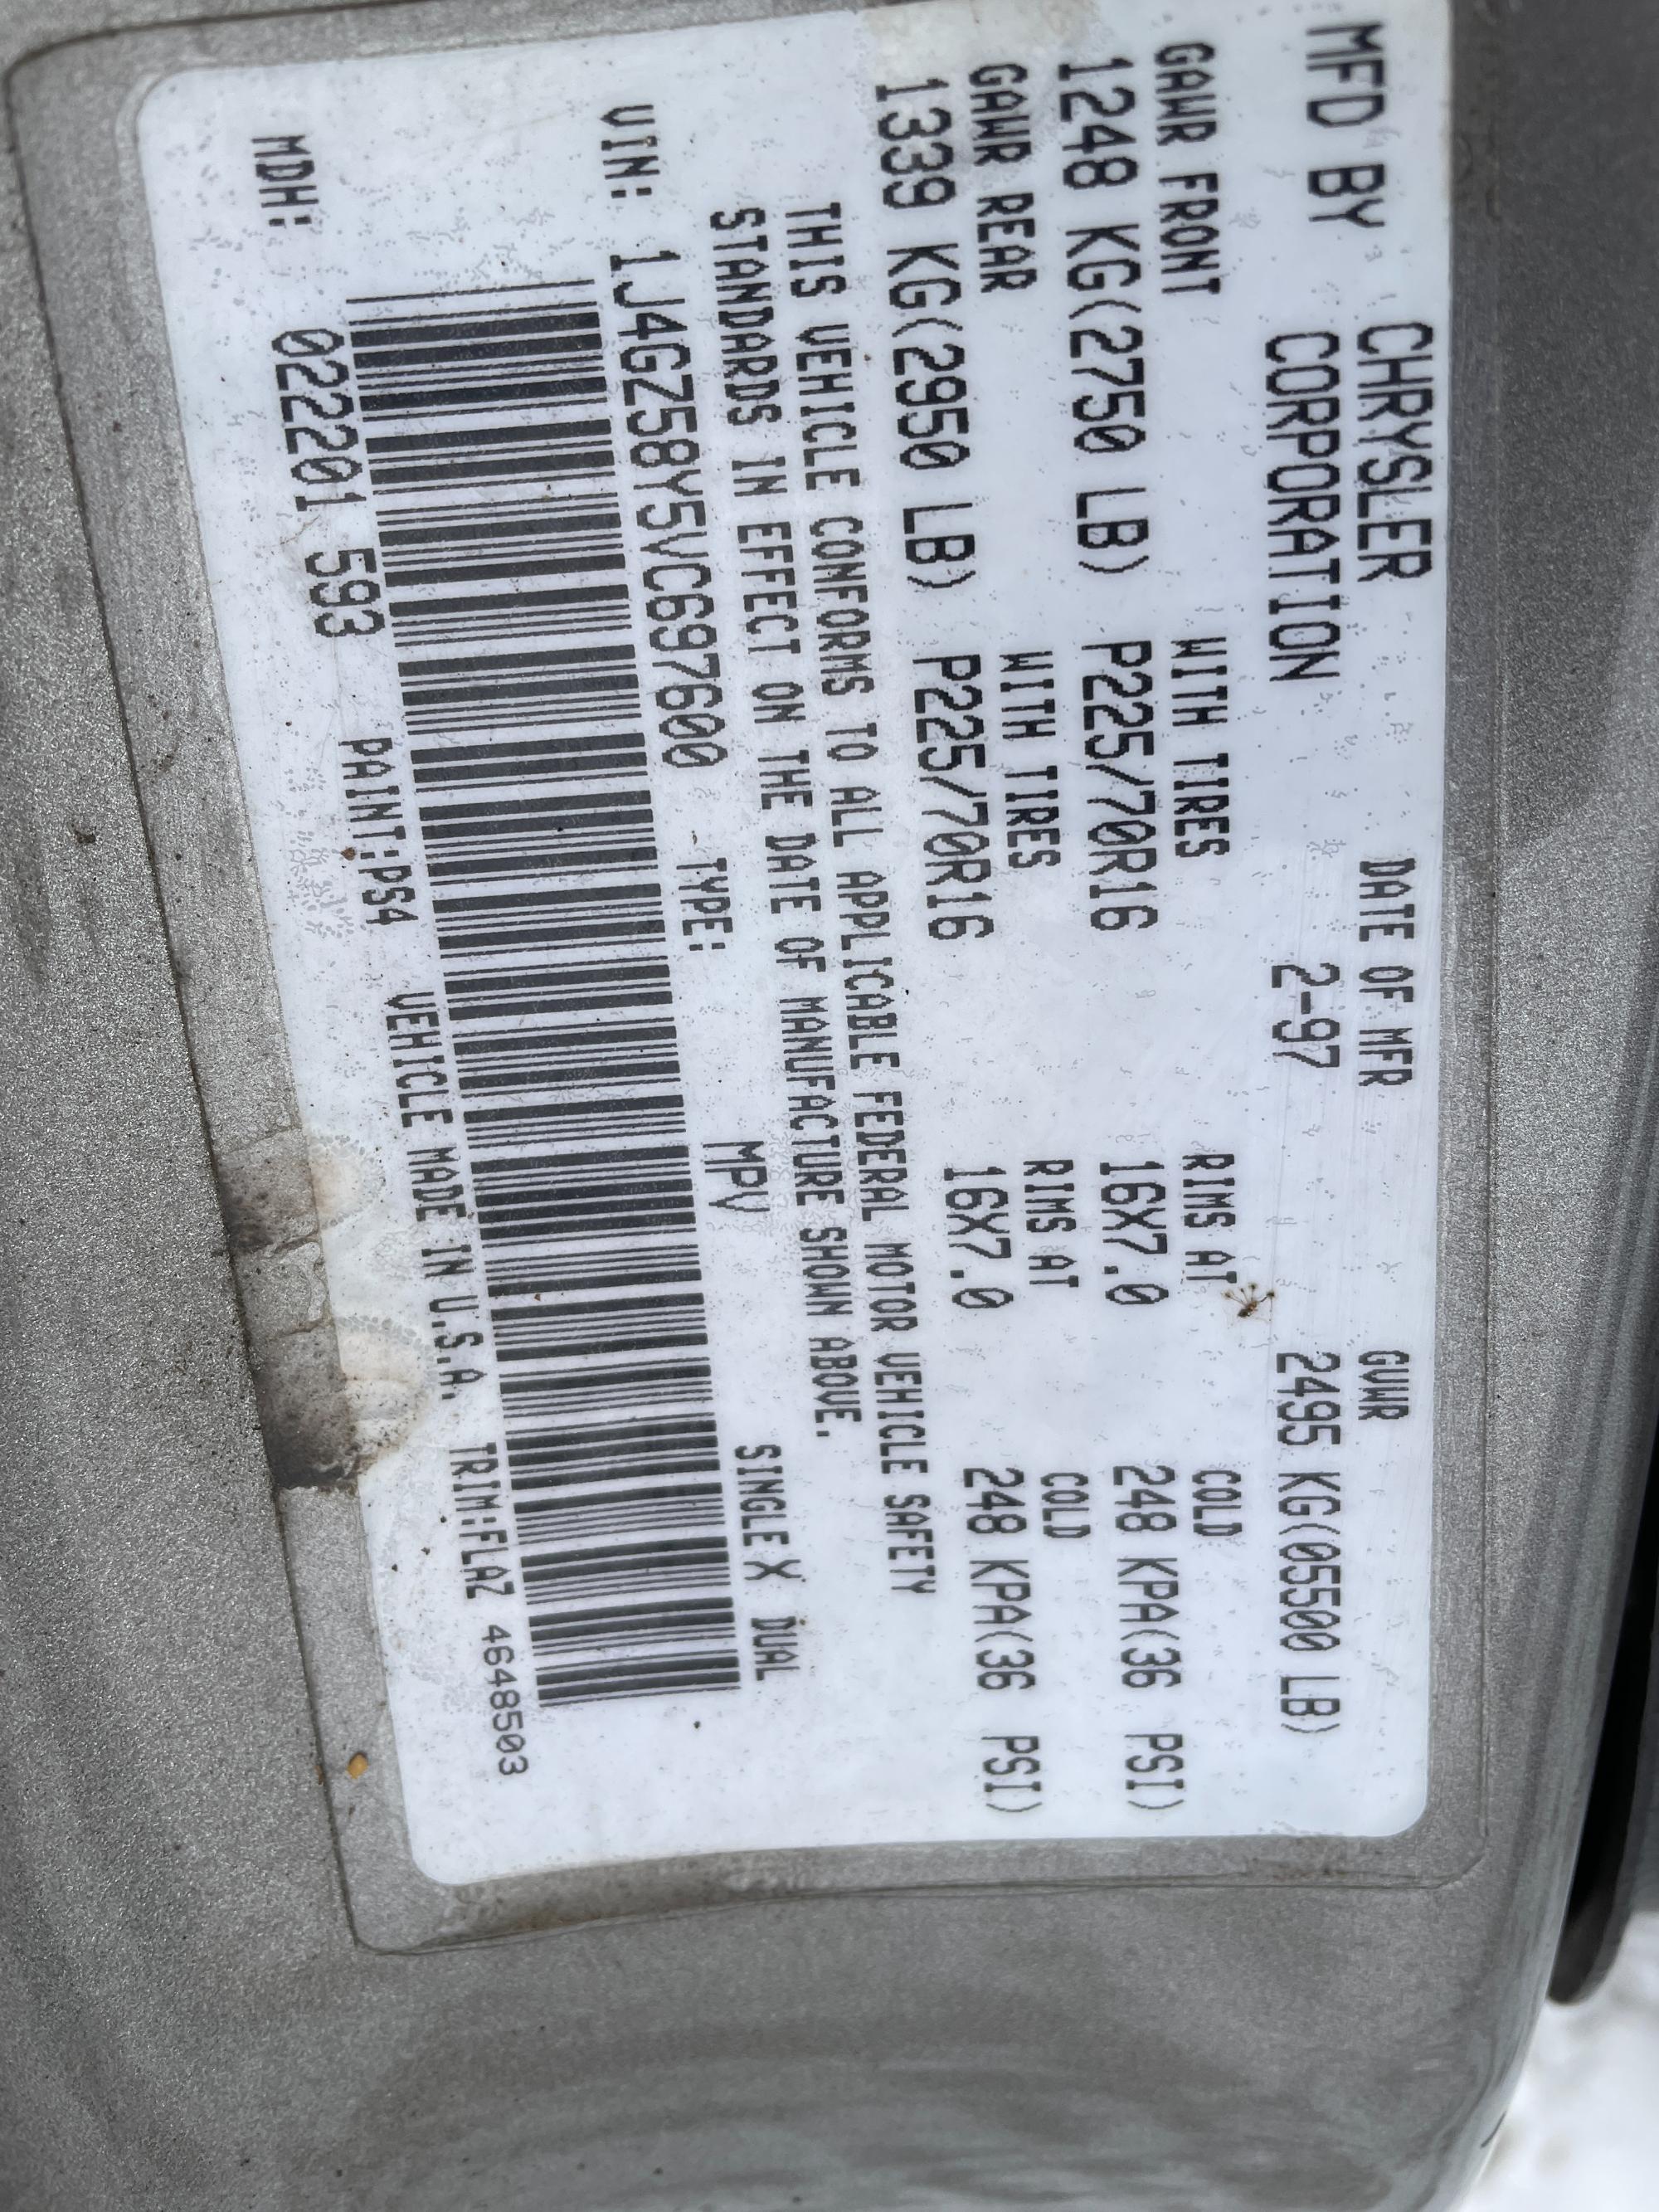 MFD BY CHRYSLER CORPORATION DATE OF MFR 2-97 GVWR 2495 KG(05500 LB)
GAWR FRONT WITH TIRES RIMS AT COLD
1248 KG(2750 LB) P225/70R16 16X7.0 248 KPA(36 PSI)
GAWR REAR WITH TIRES RIMS AT COLD
1339 KG(2950 LB) P225/70R16 16X7.0 248 KPA(36 PSI)
THIS VEHICLE CONFORMS TO ALL APPLICABLE FEDERAL MOTOR VEHICLE SAFETY
STANDARDS IN EFFECT ON THE DATE OF MANUFACTURE SHOWN ABOVE.
VIN: 1J4GZ58Y5VC697600 TYPE: MPV SINGLE X DUAL
MDH: 022201 593 PAINT:PS4 VEHICLE MADE IN U.S.A. TRIM:FLAZ 4648503